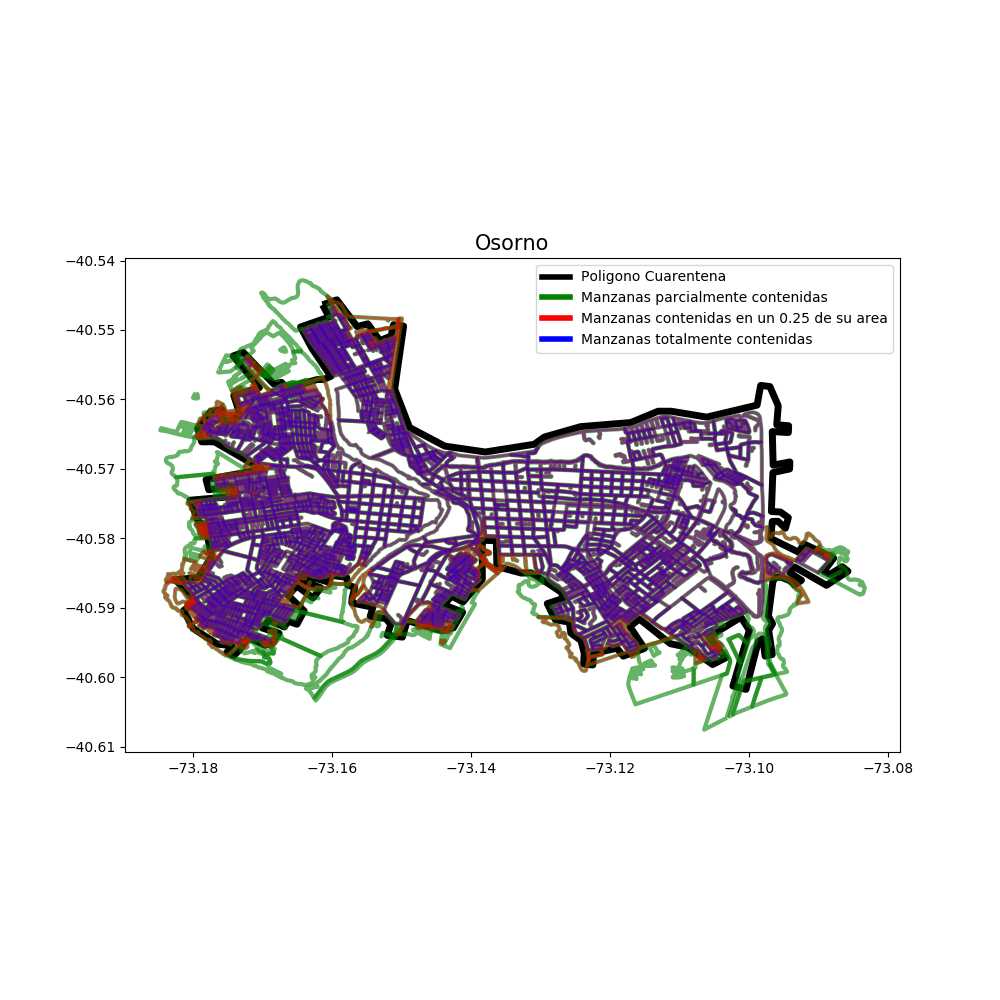 Osorno
Poligono Cuarentena
Manzanas parcialmente contenidas
Manzanas contenidas en un 0.25 de su area
Manzanas totalmente contenidas
−40.54
−40.55
−40.56
−40.57
−40.58
−40.59
−40.60
−40.61
−73.18
−73.16
−73.14
−73.12
−73.10
−73.08